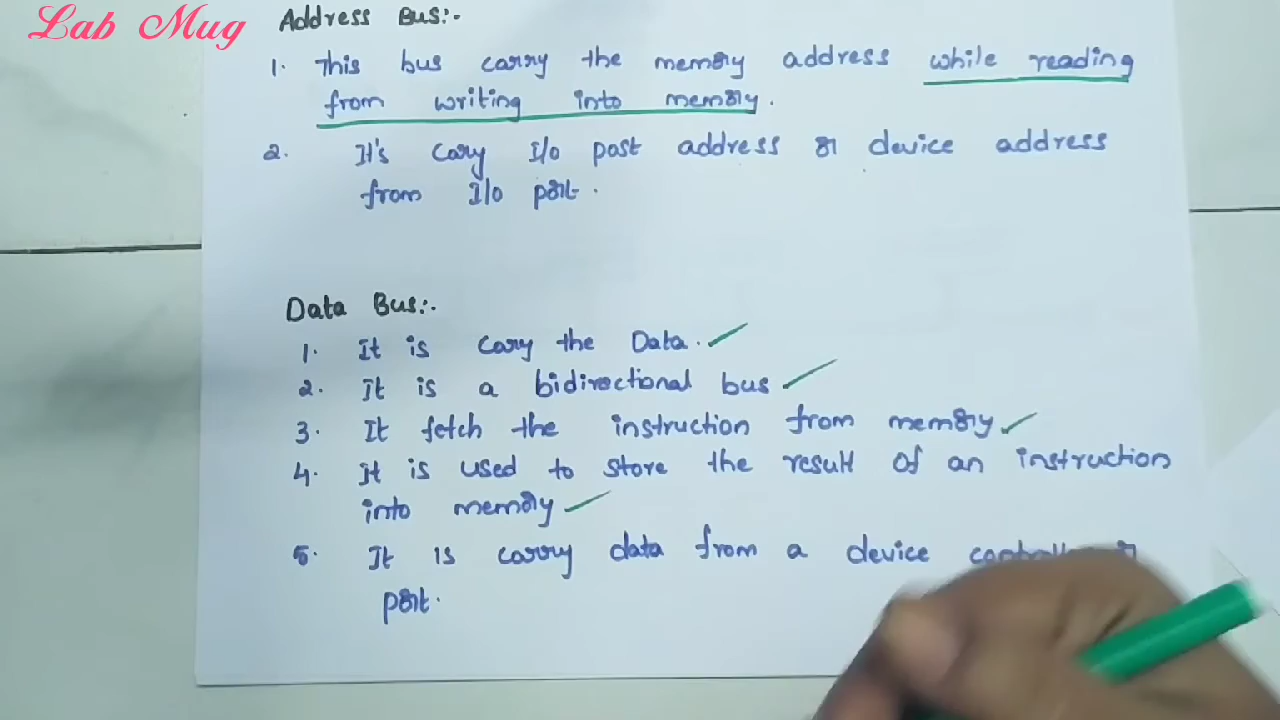 Lab Mug
Address Bus:-
1. This bus carry the memory address while reading
from writing into memory.
2. It's cary I/o post address or device address
from I/o port.
Data Bus:-
1. It is cary the Data.
2. It is a bidirectional bus
3. It fetch the instruction from memory
4. It is used to store the result of an instruction
into memory
5. It is carry data from a device
port.